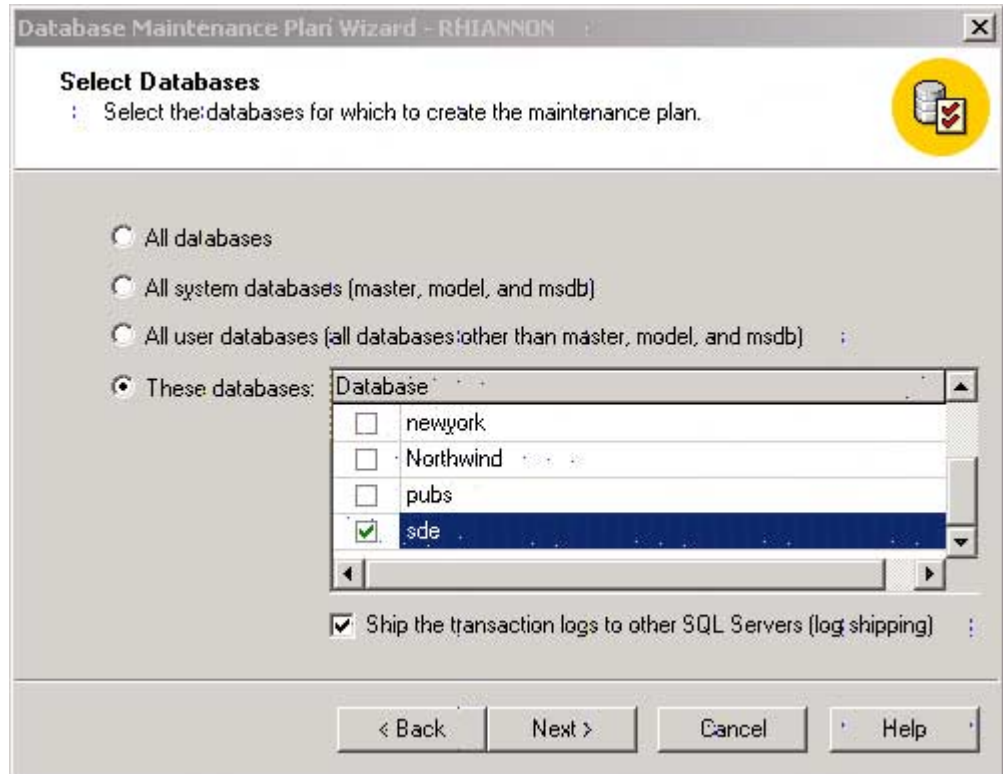 Database Maintenance Plan Wizard - RHIANNON
Select Databases
Select the databases for which to create the maintenance plan.
All databases
All system databases (master, model, and msdb)
All user databases (all databases other than master, model, and msdb)
These databases:
Database
newyork
Northwind
pubs
sde
Ship the transaction logs to other SQL Servers (log shipping)
< Back
Next >
Cancel
Help